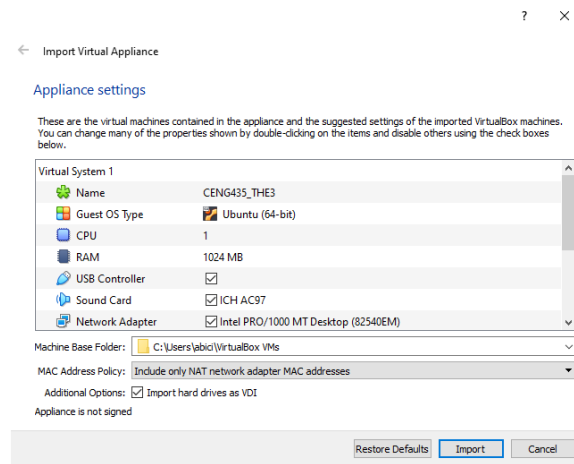 ?
Import Virtual Appliance
Appliance settings
These are the virtual machines contained in the appliance and the suggested settings of the imported VirtualBox machines.
You can change many of the properties shown by double-clicking on the items and disable others using the check boxes
below.
Virtual System 1
Name CENG435_THE3
Guest OS Type Ubuntu (64-bit)
CPU 1
RAM 1024 MB
USB Controller
Sound Card ICH AC97
Network Adapter Intel PRO/1000 MT Desktop (82540EM)
Machine Base Folder: C:\Users\abici\VirtualBox VMs
MAC Address Policy: Include only NAT network adapter MAC addresses
Additional Options: Import hard drives as VDI
Appliance is not signed
Restore Defaults Import Cancel